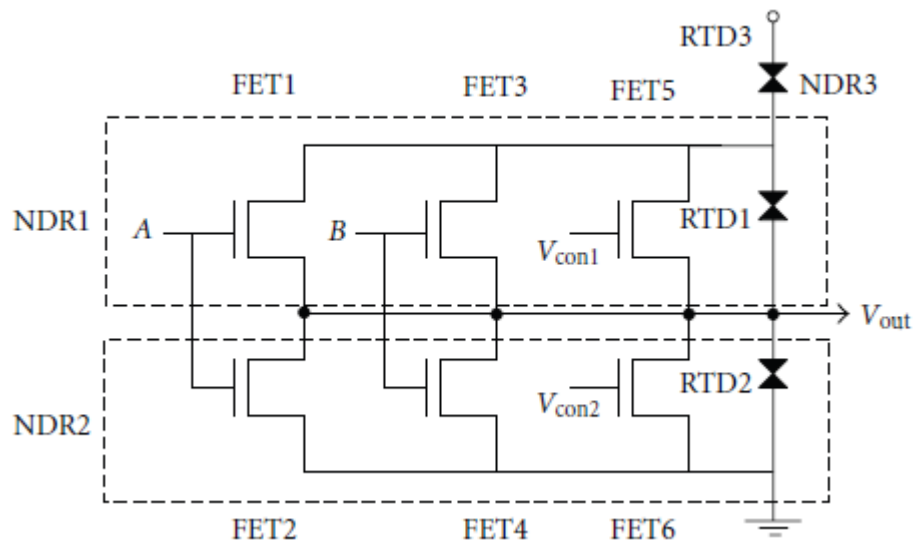 RTD3
FET1 FET3 FET5 NDR3
NDR1 A B Vcon1 RTD1
Vout
NDR2 Vcon2 RTD2
FET2 FET4 FET6